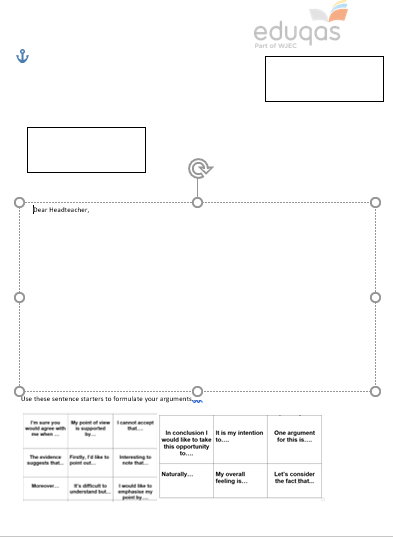 eduqas
Part of WJEC
Dear Headteacher,
Use these sentence starters to formulate your arguments
I'm sure you
would agree with
me when …
My point of view
is supported
by…
I cannot accept
that….
The evidence
suggests that…
Firstly, I'd like to
point out…
Interesting to
note that…
Moreover…
It's difficult to
understand but…
I would like to
emphasise my
point by….
In conclusion I
would like to take
this opportunity
to….
It is my intention
to….
One argument
for this is….
Naturally…
My overall
feeling is…
Let's consider
the fact that...